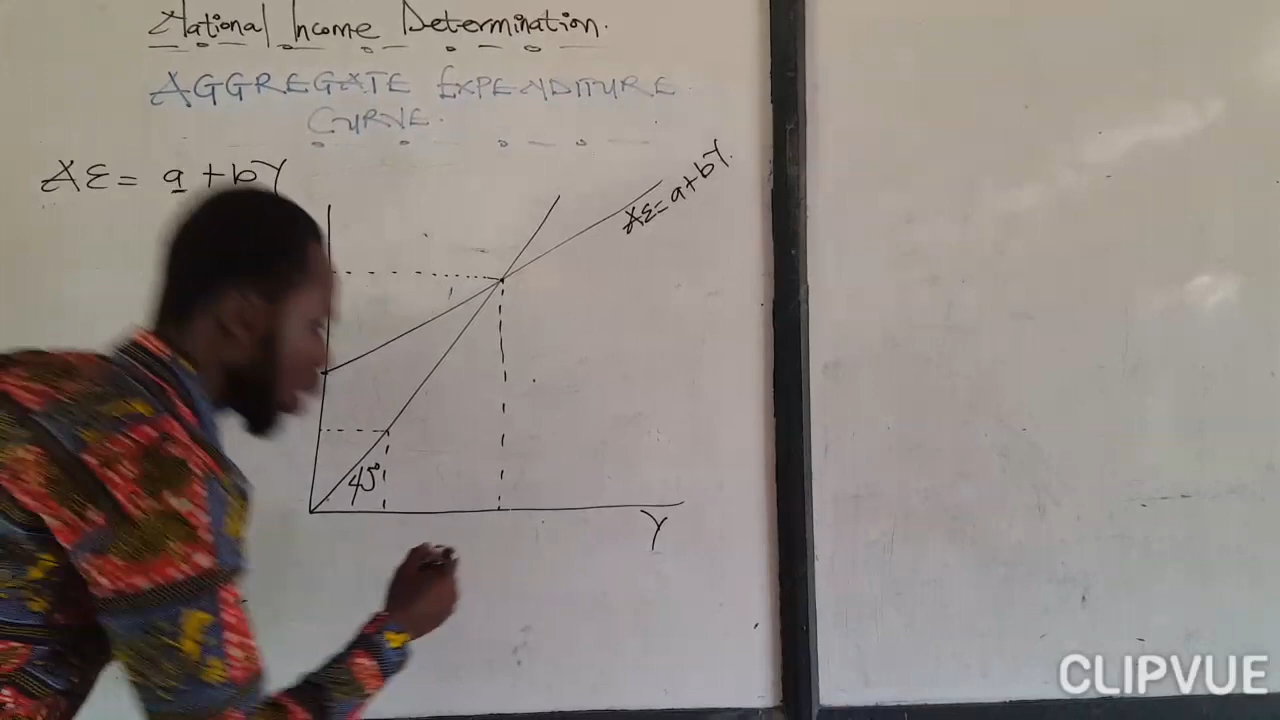 National Income Determination.
AGGREGATE EXPENDITURE
CURVE.
AE = a + bY
AE = a + bY.
45°
Y
CLIPVUE